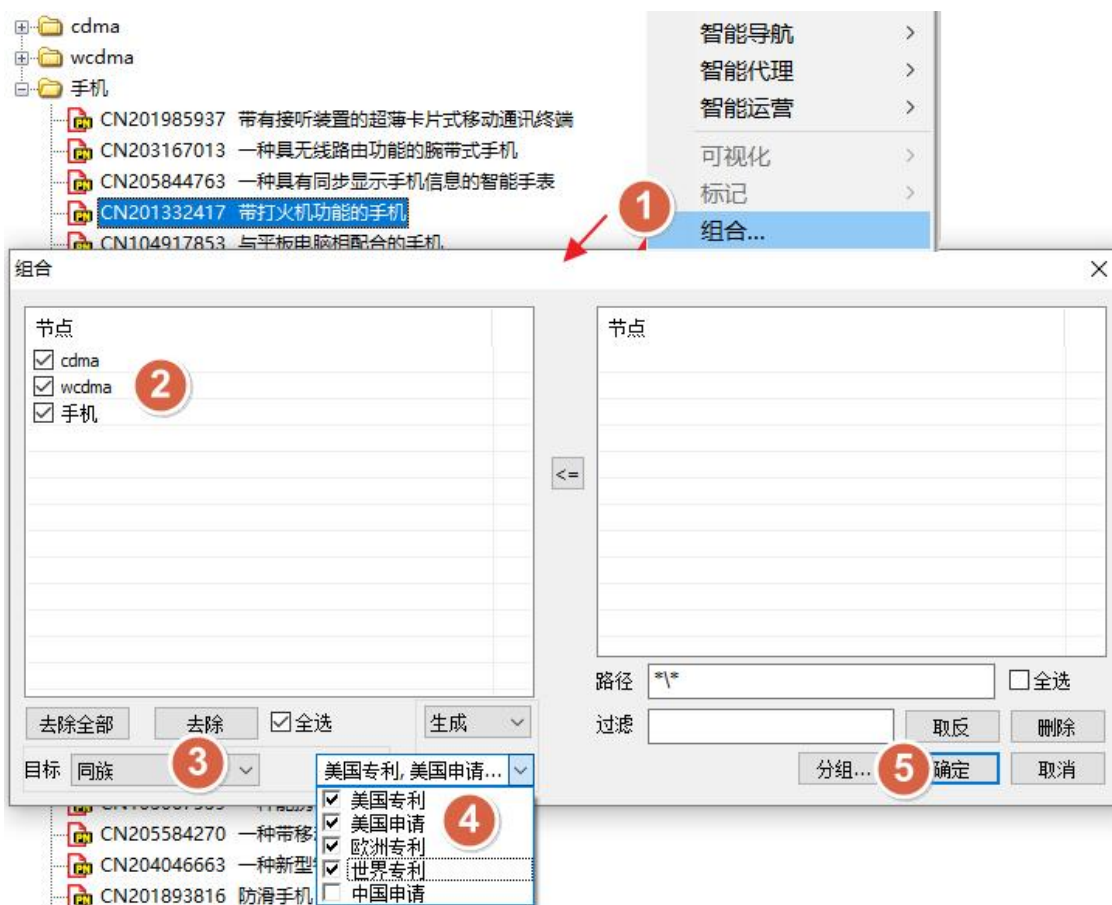 cdma
wcdma
手机
CN201985937 带有接听装置的超薄卡片式移动通讯终端
CN203167013 一种具无线路由功能的腕带式手机
CN205844763 一种具有同步显示手机信息的智能手表
CN201332417 带打火机功能的手机
CN104917853 与平板电脑相配合的手机
智能导航 >
智能代理 >
智能运营 >
可视化 >
标记 >
1
组合...
组合
节点
cdma
wcdma
手机
2
<=
节点
路径 *\*
全选
去除全部 去除 全选 生成
过滤 取反 删除
目标 同族 3 美国专利, 美国申请...
分组... 5 确定 取消
美国专利
美国申请
欧洲专利
世界专利
中国申请
4
CN205584270 一种带移
CN204046663 一种新型
CN201893816 防滑手机